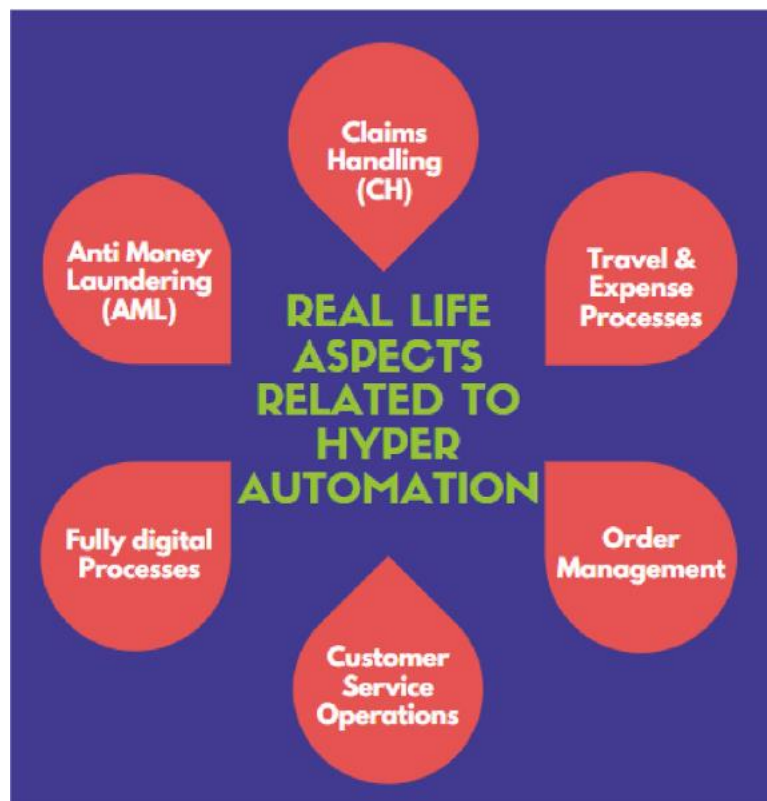 Claims
Handling
(CH)
Anti Money
Laundering
(AML)
Travel &
Expense
Processes
REAL LIFE
ASPECTS
RELATED TO
HYPER
AUTOMATION
Fully digital
Processes
Order
Management
Customer
Service
Operations